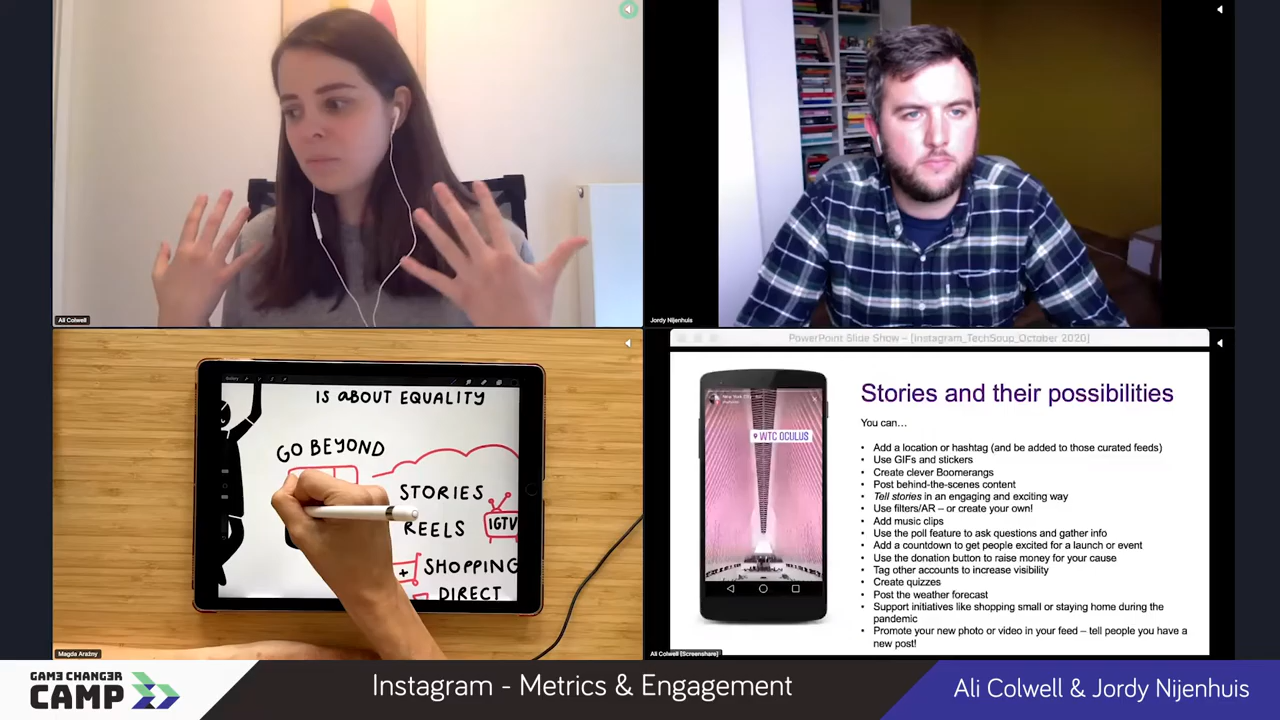 Ali Colwell
Jordy Nijenhuis
IS ABOUT EQUALITY
GO BEYOND
STORIES
REELS
IGTV
+ SHOPPING
DIRECT
Magda Arażny
PowerPoint Slide Show – [Instagram_TechSoup_October 2020]
WTC OCULUS
Stories and their possibilities
You can…
• Add a location or hashtag (and be added to those curated feeds)
• Use GIFs and stickers
• Create clever Boomerangs
• Post behind-the-scenes content
• Tell stories in an engaging and exciting way
• Use filters/AR – or create your own!
• Add music clips
• Use the poll feature to ask questions and gather info
• Add a countdown to get people excited for a launch or event
• Use the donation button to raise money for your cause
• Tag other accounts to increase visibility
• Create quizzes
• Post the weather forecast
• Support initiatives like shopping small or staying home during the
pandemic
• Promote your new photo or video in your feed – tell people you have a
new post!
Ali Colwell [Screenshare]
GAME CHANGER
CAMP
Instagram - Metrics & Engagement
Ali Colwell & Jordy Nijenhuis